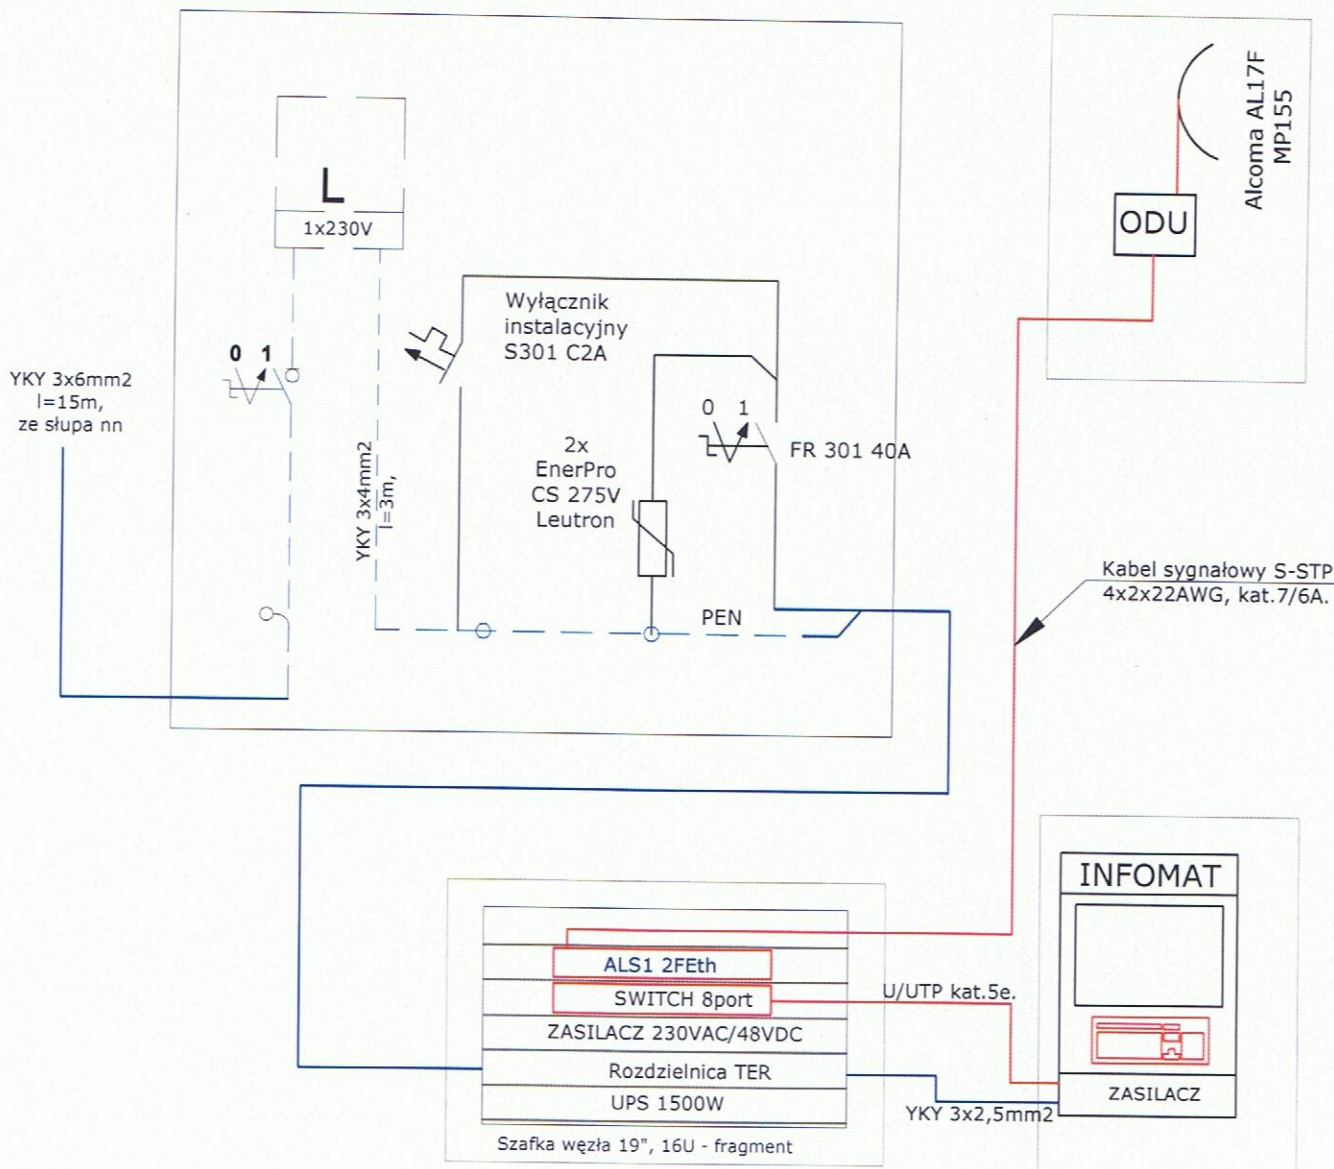 L
1x230V
0 1
YKY 3x6mm2
l=15m,
ze słupa nn
YKY 3x4mm2
l=3m,
Wyłącznik
instalacyjny
S301 C2A
2x
EnerPro
CS 275V
Leutron
0 1
FR 301 40A
PEN
Alcoma AL17F
MP155
ODU
Kabel sygnałowy S-STP
4x2x22AWG, kat.7/6A.
ALS1 2FEth
SWITCH 8port
ZASILACZ 230VAC/48VDC
Rozdzielnica TER
UPS 1500W
Szafka węzła 19", 16U - fragment
U/UTP kat.5e.
YKY 3x2,5mm2
INFOMAT
ZASILACZ